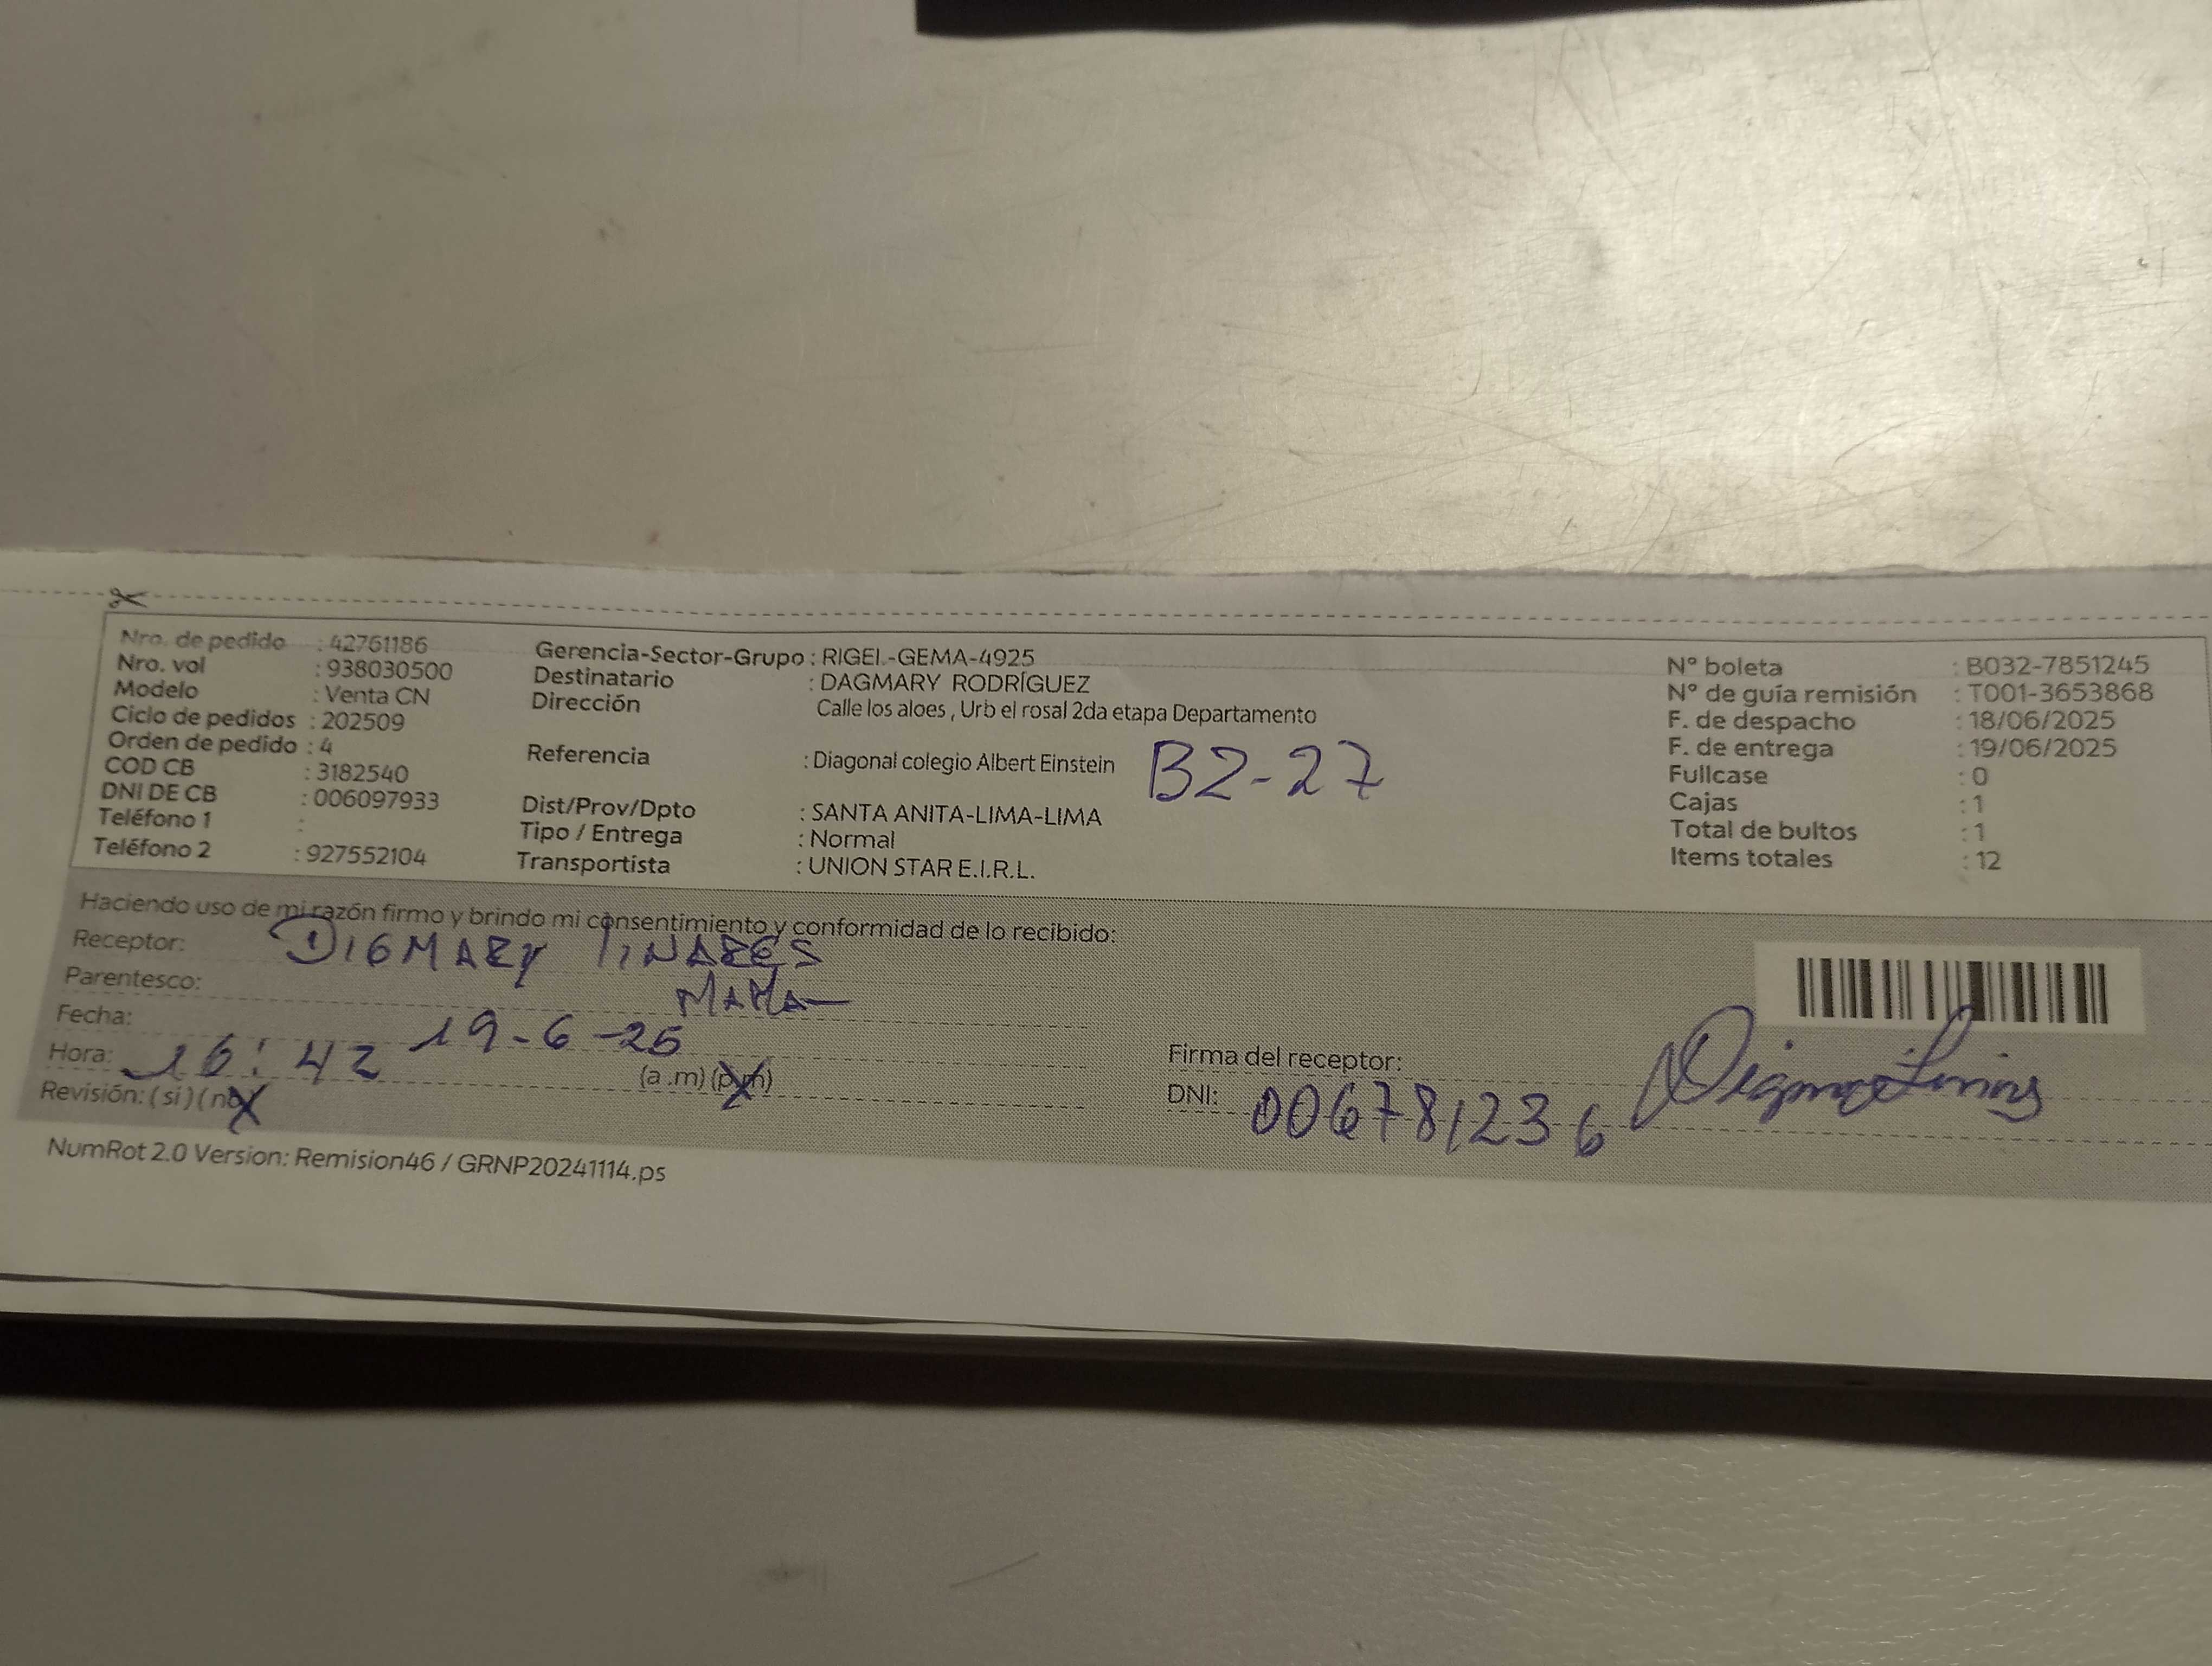 Nro. de pedido : 42761186
Nro. vol : 938030500
Modelo : Venta CN
Ciclo de pedidos : 202509
Orden de pedido : 4
COD CB : 3182540
DNI DE CB : 006097933
Teléfono 1 :
Teléfono 2 : 927552104
Gerencia-Sector-Grupo : RIGEL-GEMA-4925
Destinatario : DAGMARY RODRÍGUEZ
Dirección Calle los aloes , Urb el rosal 2da etapa Departamento
Referencia : Diagonal colegio Albert Einstein B2-27
Dist/Prov/Dpto : SANTA ANITA-LIMA-LIMA
Tipo / Entrega : Normal
Transportista : UNION STAR E.I.R.L.
N° boleta : B032-7851245
N° de guía remisión : T001-3653868
F. de despacho : 18/06/2025
F. de entrega : 19/06/2025
Fullcase : 0
Cajas : 1
Total de bultos : 1
Items totales : 12
Haciendo uso de mi razón firmo y brindo mi consentimiento y conformidad de lo recibido:
Receptor: DIGMARY LINARES
Parentesco: MAMA
Fecha: 19-6-25
Hora: 16:42 (a .m) (p.m)
Revisión: (si) (no)
Firma del receptor:
DNI: 006781236
NumRot 2.0 Version: Remision46 / GRNP20241114.ps